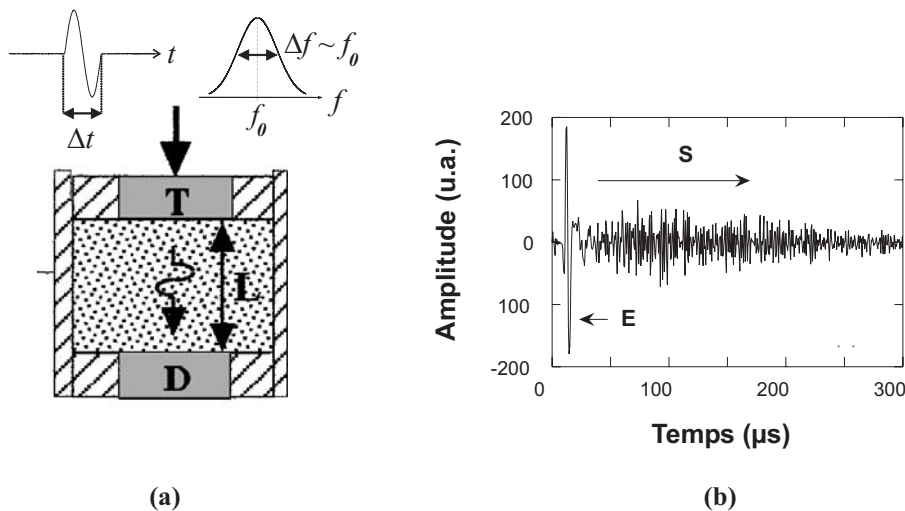 t
Δt
Δf ~ f₀
f
f₀
T
L
D
(a)
200
100
0
100
-200
0
100
200
300
S
E
Amplitude (u.a.)
Temps (µs)
(b)